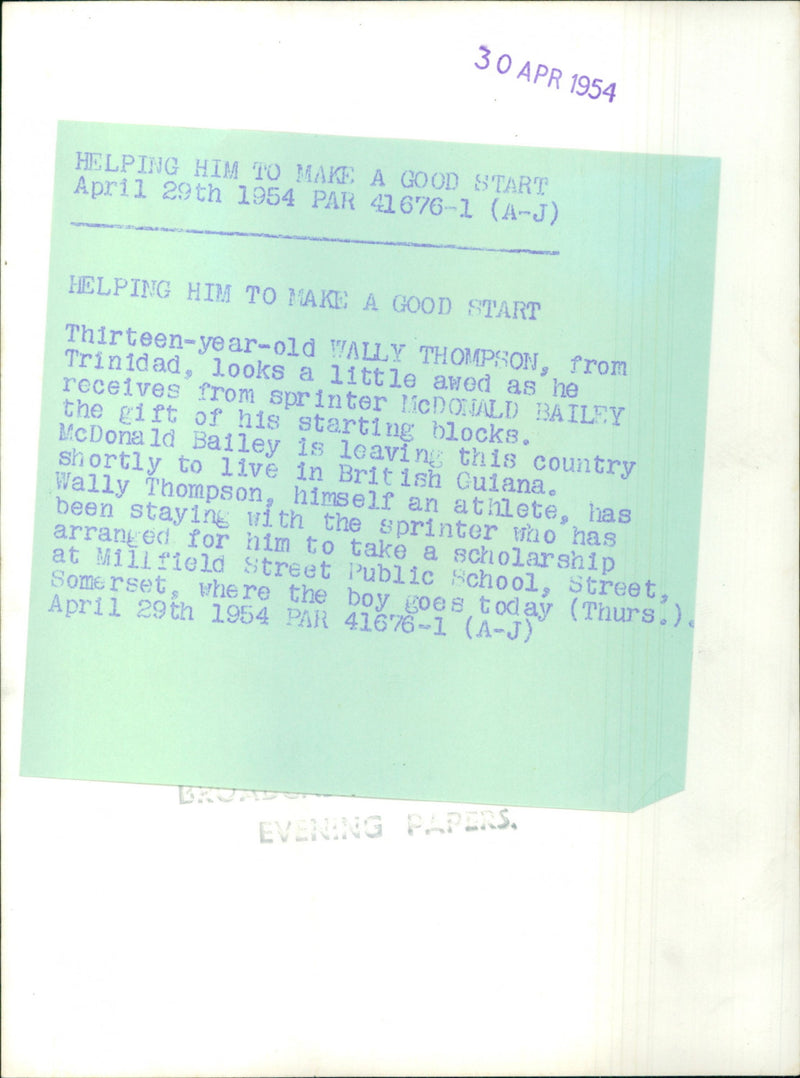 30 APR 1954
HELPING HIM TO MAKE A GOOD START
April 29th 1954 PAR 41676-1 (A-J)
HELPING HIM TO MAKE A GOOD START
Thirteen-year-old WALLY THOMPSON, from
Trinidad, looks a little awed as he
receives from sprinter McDONALD BAILEY
the gift of his starting blocks.
McDonald Bailey is leaving this country
shortly to live in British Guiana.
Wally Thompson, himself an athlete, has
been staying with the sprinter who has
arranged for him to take a scholarship
at Millfield Street Public School, Street,
Somerset, where the boy goes today (Thurs.).
April 29th 1954 PAR 41676-1 (A-J)
EVENING PAPERS.